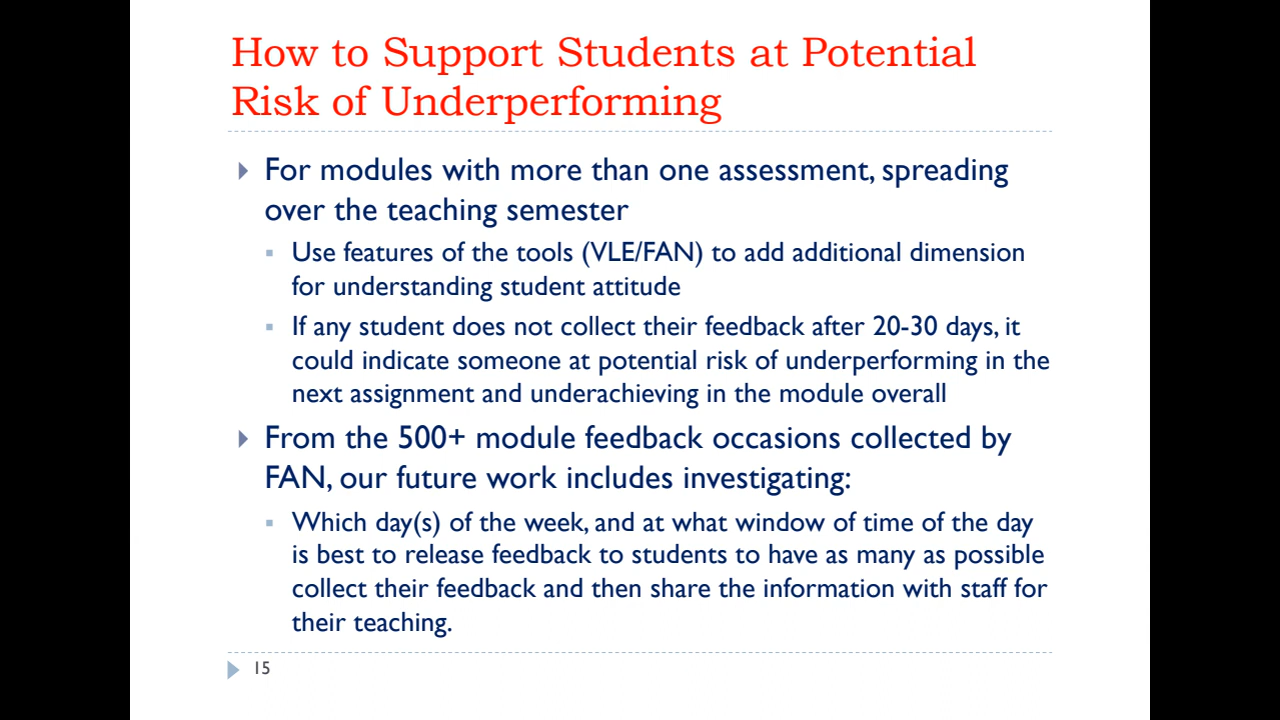 How to Support Students at Potential
Risk of Underperforming
For modules with more than one assessment, spreading
over the teaching semester
Use features of the tools (VLE/FAN) to add additional dimension
for understanding student attitude
If any student does not collect their feedback after 20-30 days, it
could indicate someone at potential risk of underperforming in the
next assignment and underachieving in the module overall
From the 500+ module feedback occasions collected by
FAN, our future work includes investigating:
Which day(s) of the week, and at what window of time of the day
is best to release feedback to students to have as many as possible
collect their feedback and then share the information with staff for
their teaching.
15